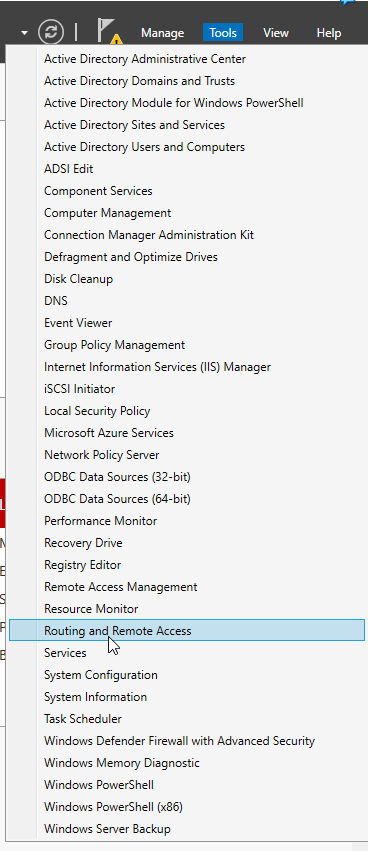 Manage Tools View Help
Active Directory Administrative Center
Active Directory Domains and Trusts
Active Directory Module for Windows PowerShell
Active Directory Sites and Services
Active Directory Users and Computers
ADSI Edit
Component Services
Computer Management
Connection Manager Administration Kit
Defragment and Optimize Drives
Disk Cleanup
DNS
Event Viewer
Group Policy Management
Internet Information Services (IIS) Manager
iSCSI Initiator
Local Security Policy
Microsoft Azure Services
Network Policy Server
ODBC Data Sources (32-bit)
ODBC Data Sources (64-bit)
Performance Monitor
Recovery Drive
Registry Editor
Remote Access Management
Resource Monitor
Routing and Remote Access
Services
System Configuration
System Information
Task Scheduler
Windows Defender Firewall with Advanced Security
Windows Memory Diagnostic
Windows PowerShell
Windows PowerShell (x86)
Windows Server Backup